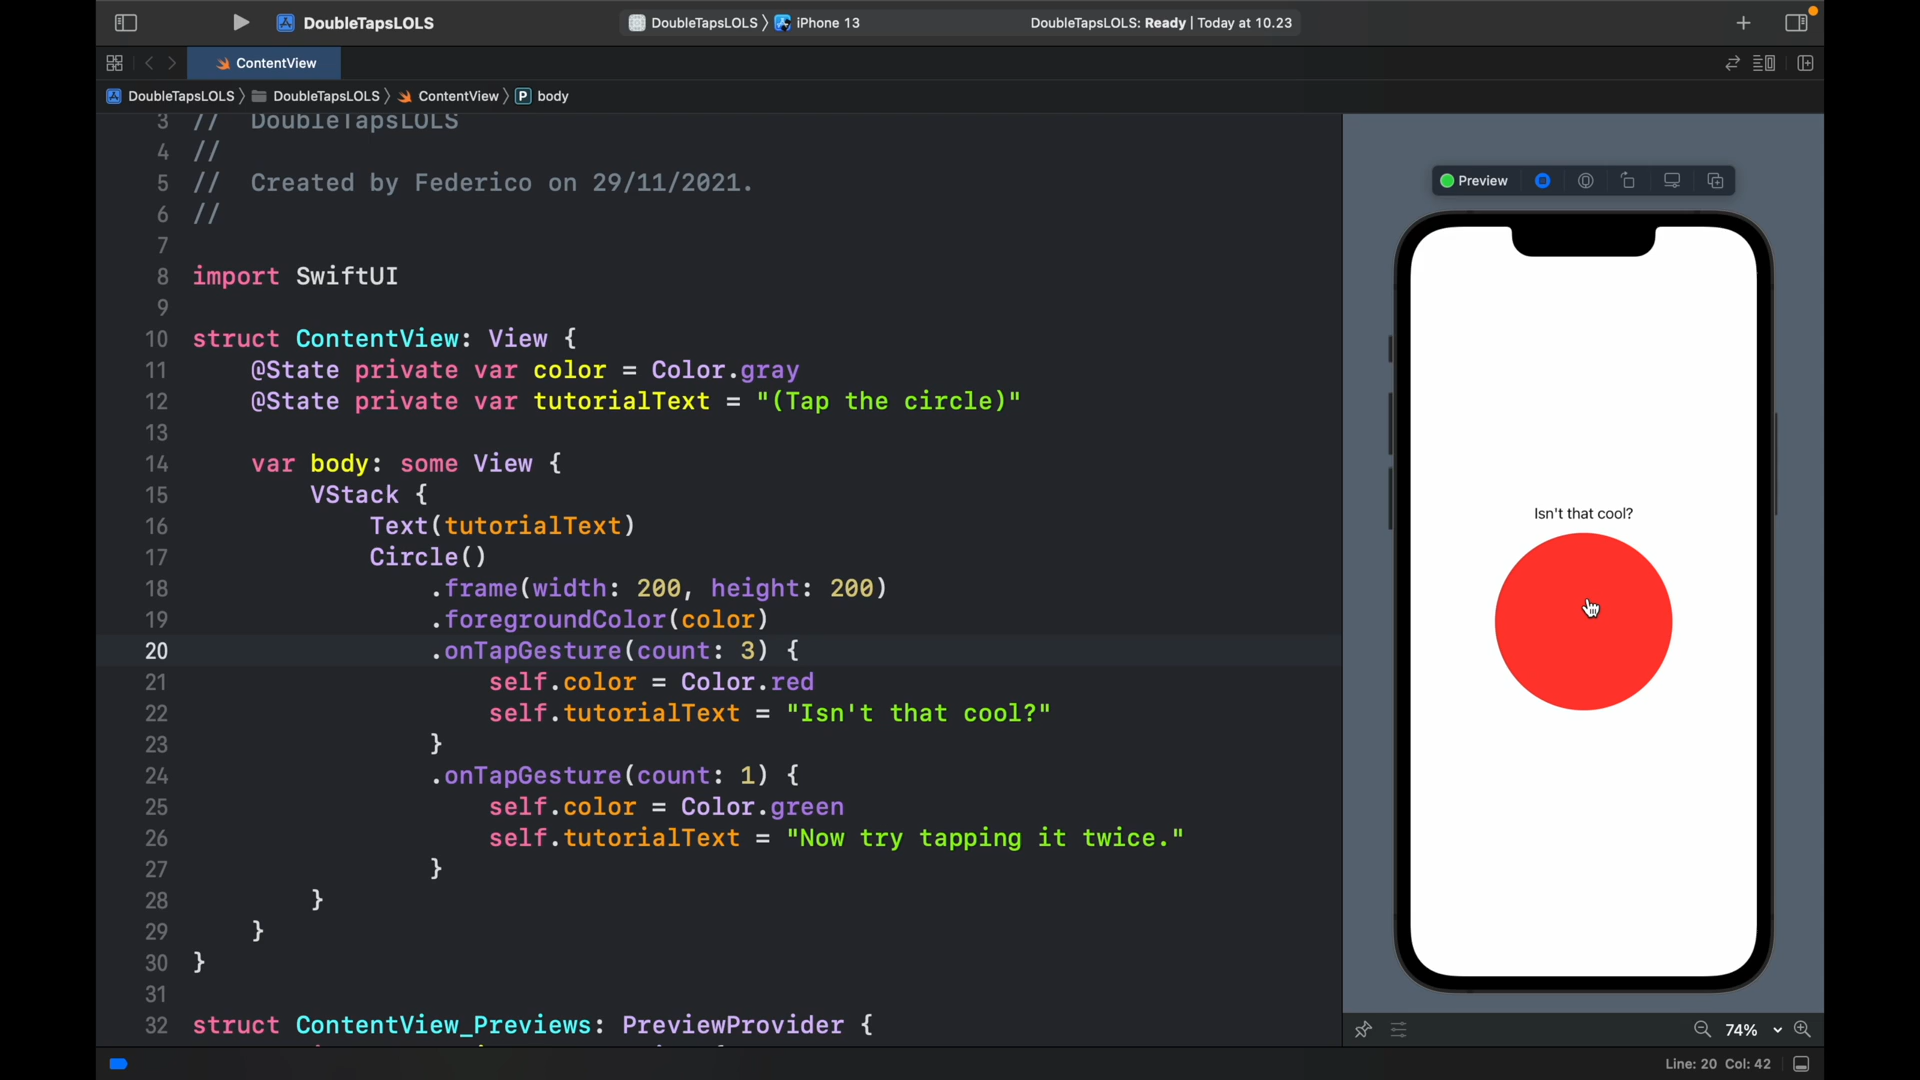 DoubleTapsLOLS
DoubleTapsLOLS 〉 iPhone 13
DoubleTapsLOLS: Ready | Today at 10.23
ContentView
DoubleTapsLOLS 〉 DoubleTapsLOLS 〉 ContentView 〉 P body
3 //  DoubleTapsLOLS
4 //
5 //  Created by Federico on 29/11/2021.
6 //
7
8 import SwiftUI
9
10 struct ContentView: View {
11     @State private var color = Color.gray
12     @State private var tutorialText = "(Tap the circle)"
13
14     var body: some View {
15         VStack {
16             Text(tutorialText)
17             Circle()
18                 .frame(width: 200, height: 200)
19                 .foregroundColor(color)
20                 .onTapGesture(count: 3) {
21                     self.color = Color.red
22                     self.tutorialText = "Isn't that cool?"
23                 }
24                 .onTapGesture(count: 1) {
25                     self.color = Color.green
26                     self.tutorialText = "Now try tapping it twice."
27                 }
28         }
29     }
30 }
31
32 struct ContentView_Previews: PreviewProvider {
Preview
Isn't that cool?
74%
Line: 20 Col: 42